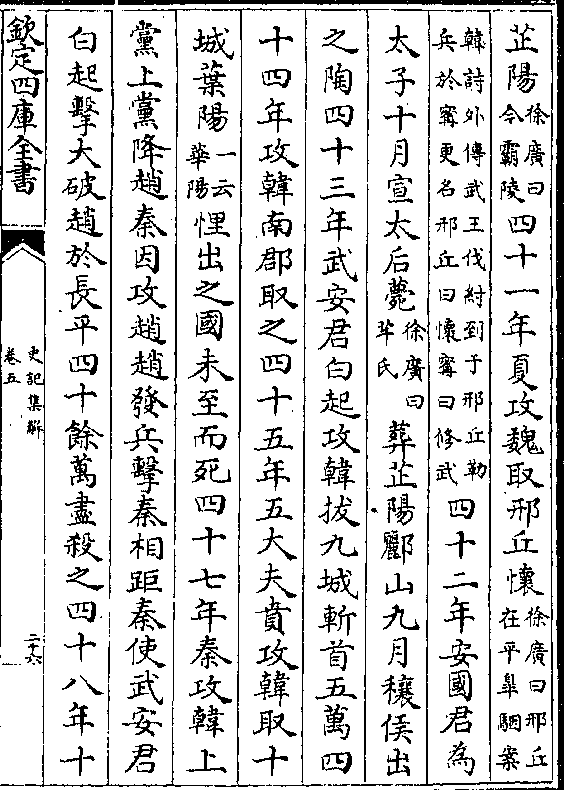 芷陽徐廣曰今霸陵四十一年夏攻魏取邢丘懷徐廣曰邢丘在平臯駰案
韓詩外傳武王伐紂到于邢丘勒兵於寗更名邢丘曰懷寗曰修武四十二年安國君為
太子十月宣太后薨徐廣曰芈氏葬芷陽酈山九月穰侯出
之陶四十三年武安君白起攻韓拔九城斬首五萬四
十四年攻韓南郡取之四十五年五大夫賁攻韓取十
城葉陽一云華陽悝出之國未至而死四十七年秦攻韓上
黨上黨降趙秦因攻趙趙發兵擊秦相距秦使武安君
白起擊大破趙於長平四十餘萬盡殺之四十八年十
欽定四庫全書
史記集解
卷五
二十六